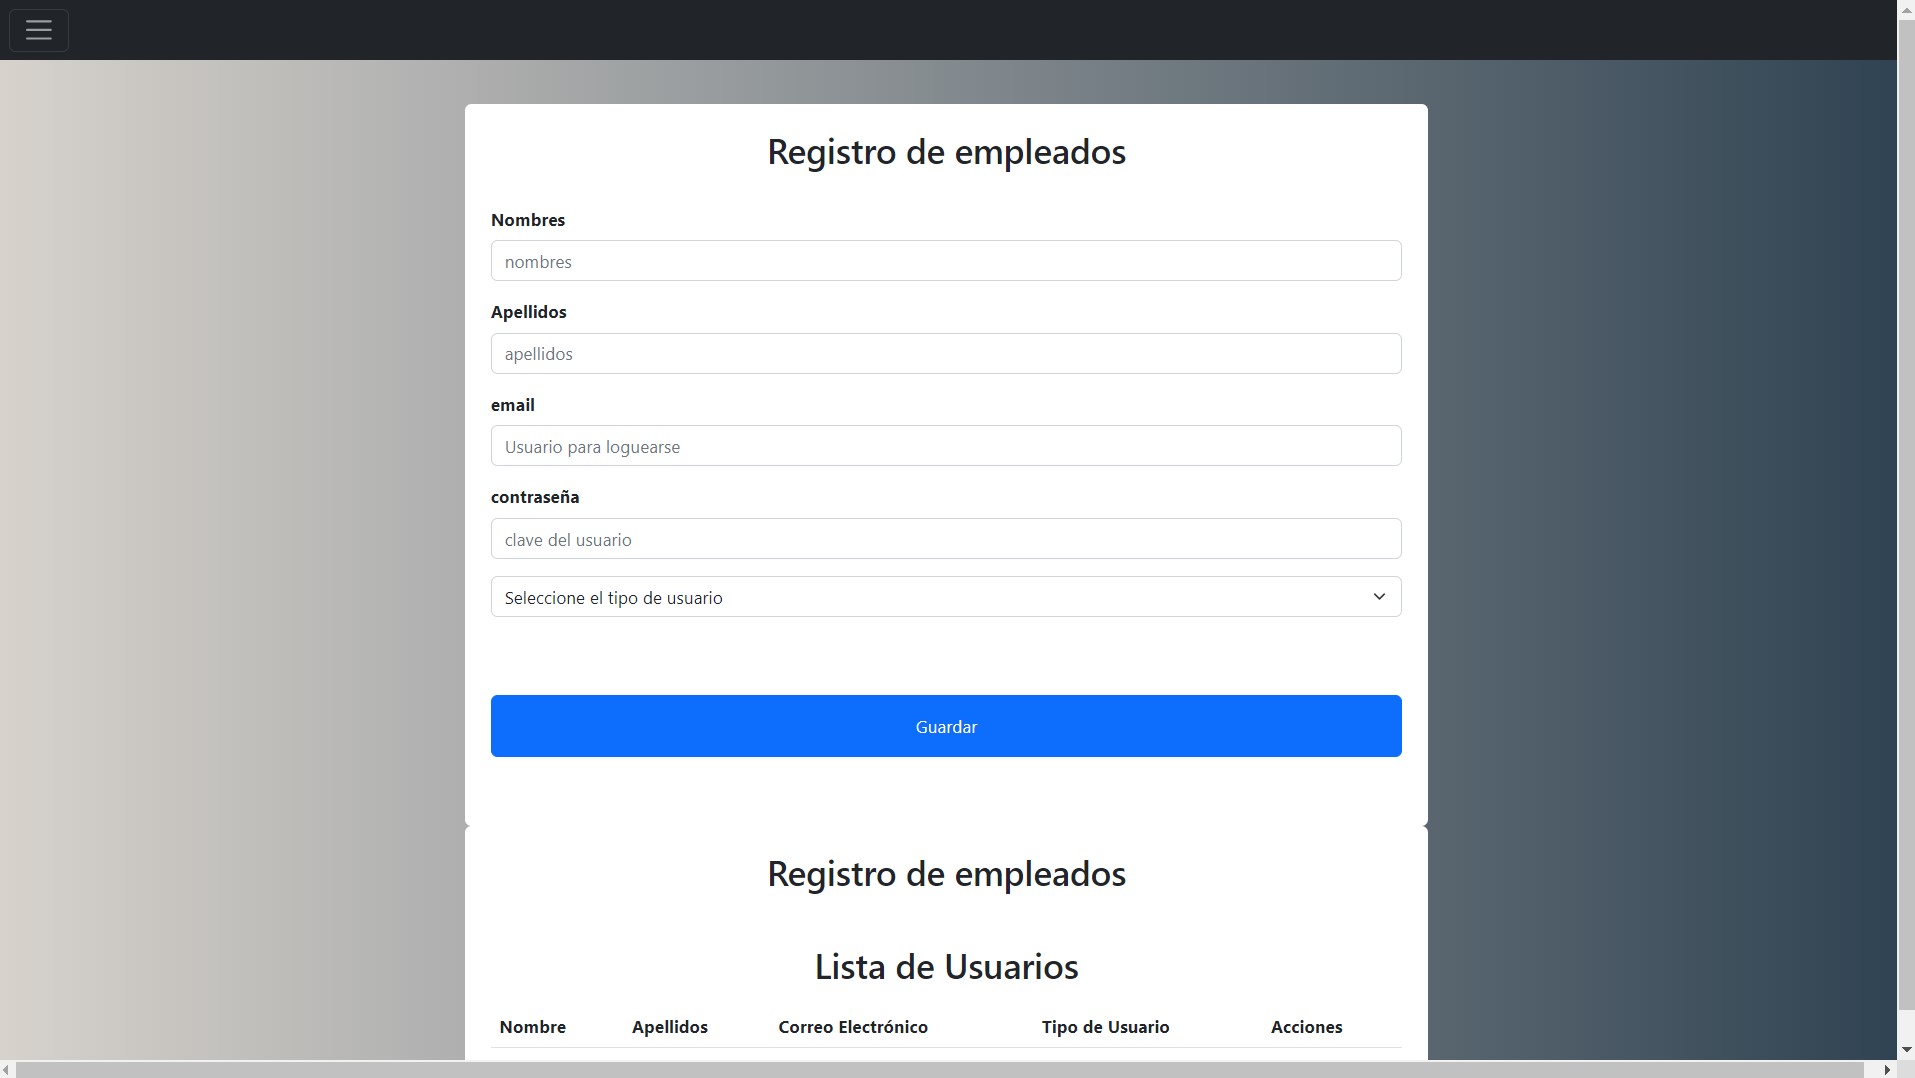 Registro de empleados
Nombres
nombres
Apellidos
apellidos
email
Usuario para loguearse
contraseña
clave del usuario
Seleccione el tipo de usuario
Guardar
Registro de empleados
Lista de Usuarios
Nombre Apellidos Correo Electrónico Tipo de Usuario Acciones